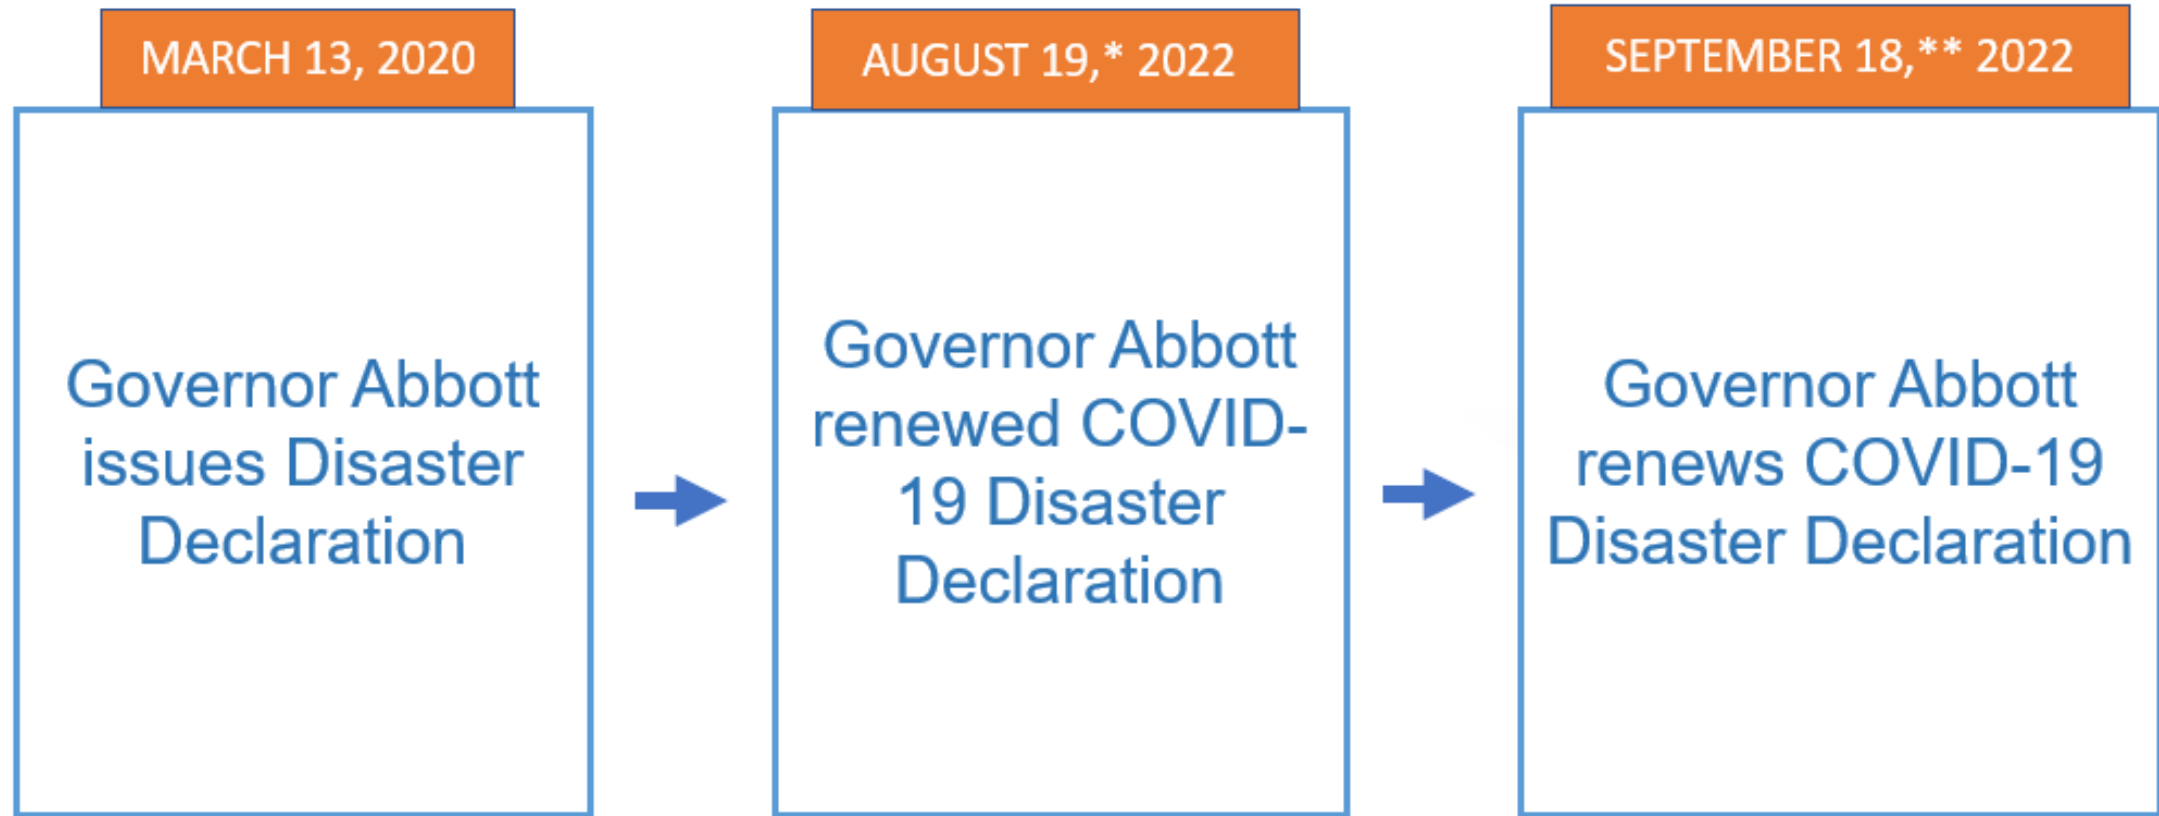 MARCH 13, 2020
Governor Abbott
issues Disaster
Declaration
AUGUST 19,* 2022
Governor Abbott
renewed COVID-
19 Disaster
Declaration
SEPTEMBER 18,** 2022
Governor Abbott
renews COVID-19
Disaster Declaration